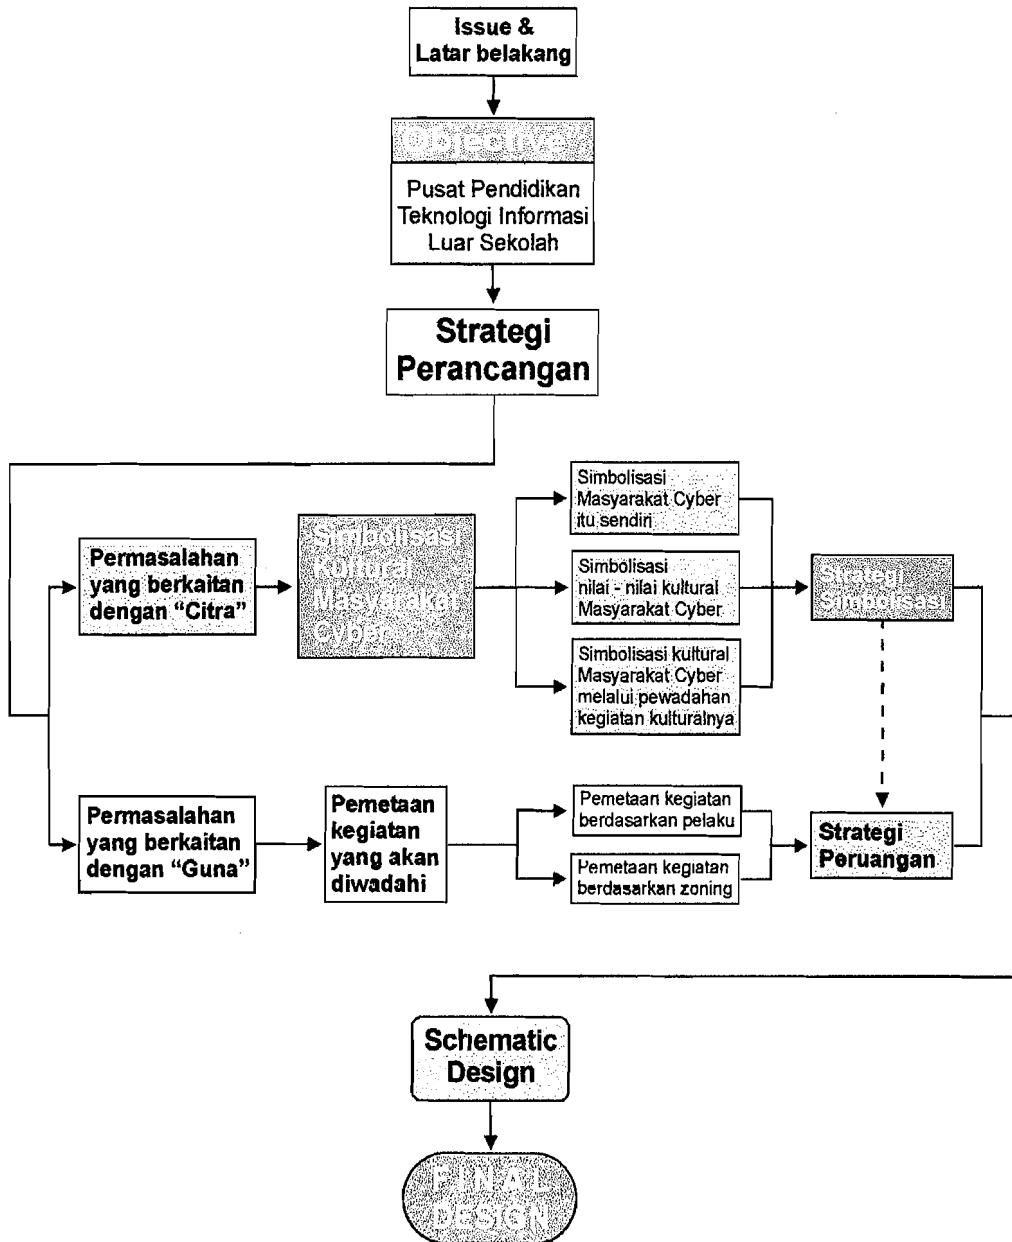 Issue &
Latar belakang
Objective
Pusat Pendidikan
Teknologi Informasi
Luar Sekolah
Strategi
Perancangan
Permasalahan
yang berkaitan
dengan “Citra”
Simbolisasi
Kultural
Masyarakat
Cyber
Simbolisasi
Masyarakat Cyber
itu sendiri
Simbolisasi
nilai - nilai kultural
Masyarakat Cyber
Simbolisasi kultural
Masyarakat Cyber
melalui pewadahan
kegiatan kulturalnya
Strategi
Simbolisasi
Permasalahan
yang berkaitan
dengan “Guna”
Pemetaan
kegiatan
yang akan
diwadahi
Pemetaan kegiatan
berdasarkan pelaku
Pemetaan kegiatan
berdasarkan zoning
Strategi
Peruangan
Schematic
Design
FINAL
DESIGN